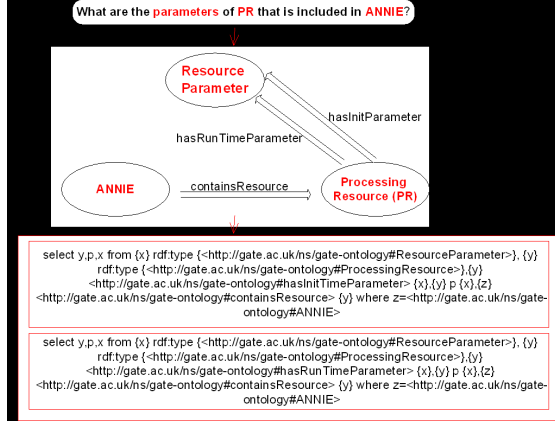 What are the parameters of PR that is included in ANNIE?
Resource
Parameter
hasInitParameter
hasRunTimeParameter
ANNIE
containsResource
Processing
Resource (PR)
select y,p,x from {x} rdf:type {<http://gate.ac.uk/ns/gate-ontology#ResourceParameter>}, {y}
rdf:type {<http://gate.ac.uk/ns/gate-ontology#ProcessingResource>},{y}
<http://gate.ac.uk/ns/gate-ontology#hasInitTimeParameter> {x},{y} p {x},{z}
<http://gate.ac.uk/ns/gate-ontology#containsResource> {y} where z=<http://gate.ac.uk/ns/gate-
ontology#ANNIE>
select y,p,x from {x} rdf:type {<http://gate.ac.uk/ns/gate-ontology#ResourceParameter>}, {y}
rdf:type {<http://gate.ac.uk/ns/gate-ontology#ProcessingResource>},{y}
<http://gate.ac.uk/ns/gate-ontology#hasRunTimeParameter> {x},{y} p {x},{z}
<http://gate.ac.uk/ns/gate-ontology#containsResource> {y} where z=<http://gate.ac.uk/ns/gate-
ontology#ANNIE>